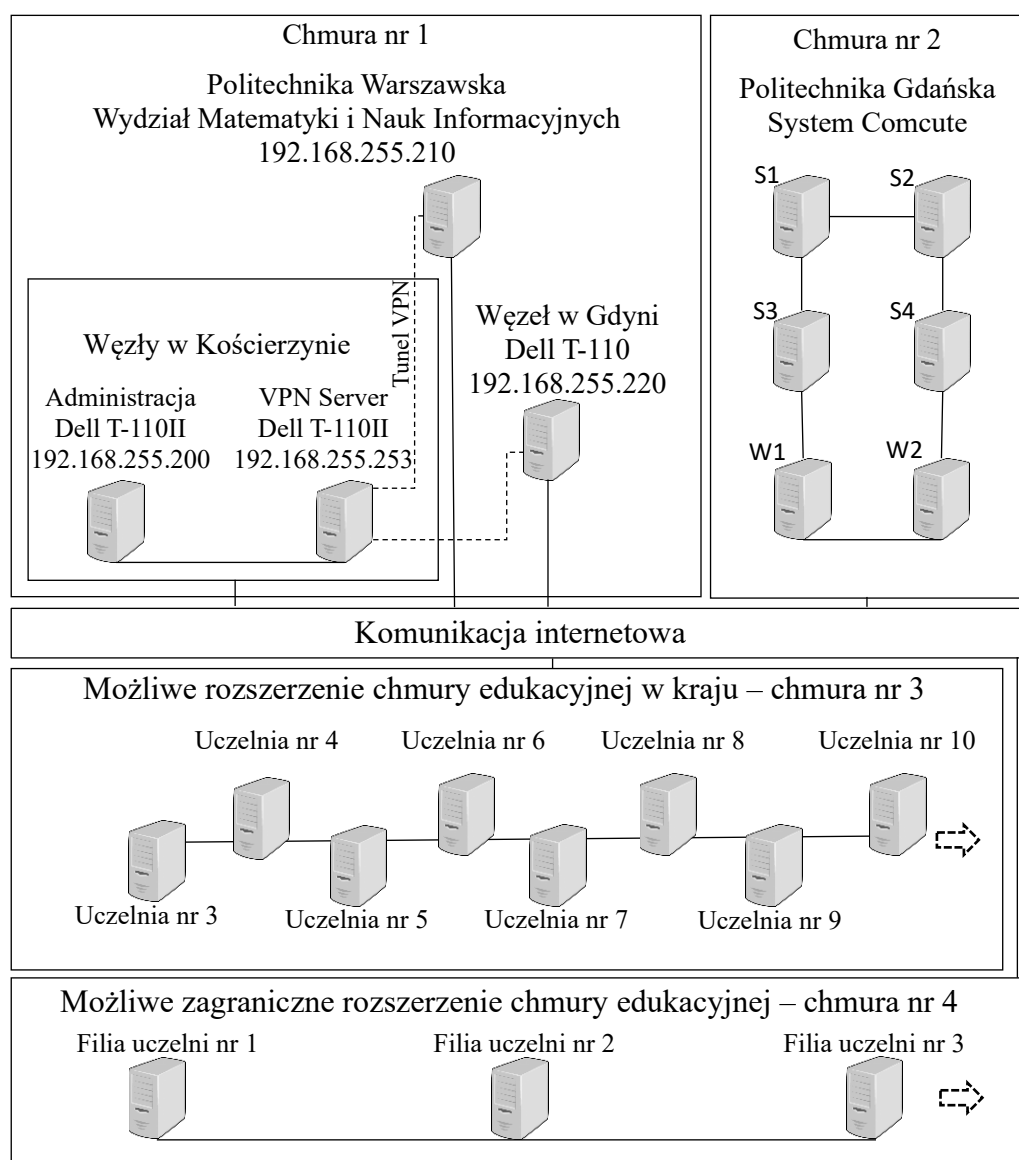 Chmura nr 1
Politechnika Warszawska
Wydział Matematyki i Nauk Informacyjnych
192.168.255.210
Tunel VPN
Węzły w Kościerzynie
Administracja
Dell T-110II
192.168.255.200
VPN Server
Dell T-110II
192.168.255.253
Węzeł w Gdyni
Dell T-110
192.168.255.220
Chmura nr 2
Politechnika Gdańska
System Comcute
S1
S2
S3
S4
W1
W2
Komunikacja internetowa
Możliwe rozszerzenie chmury edukacyjnej w kraju – chmura nr 3
Uczelnia nr 4
Uczelnia nr 6
Uczelnia nr 8
Uczelnia nr 10
Uczelnia nr 3
Uczelnia nr 5
Uczelnia nr 7
Uczelnia nr 9
Możliwe zagraniczne rozszerzenie chmury edukacyjnej – chmura nr 4
Filia uczelni nr 1
Filia uczelni nr 2
Filia uczelni nr 3